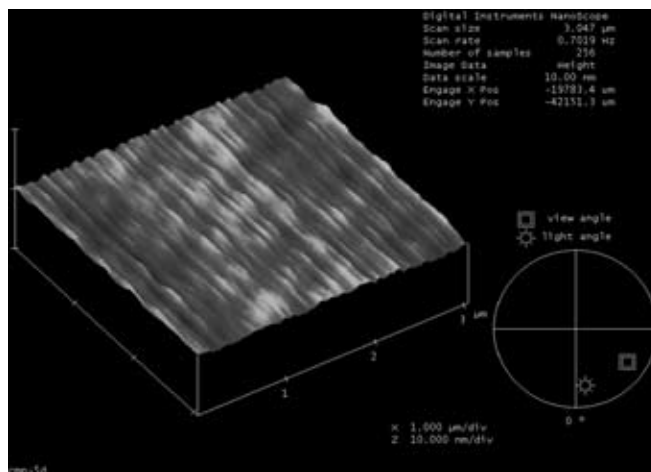 Digital Instruments NanoScope
Scan size 3.047 µm
Scan rate 0.7019 Hz
Number of samples 256
Image Data Height
Data scale 10.00 nm
Engage X Pos -19783.4 um
Engage Y Pos -42151.3 um
view angle
light angle
3 µm
2
1
X 1.000 µm/div
Z 10.000 nm/div
0 °